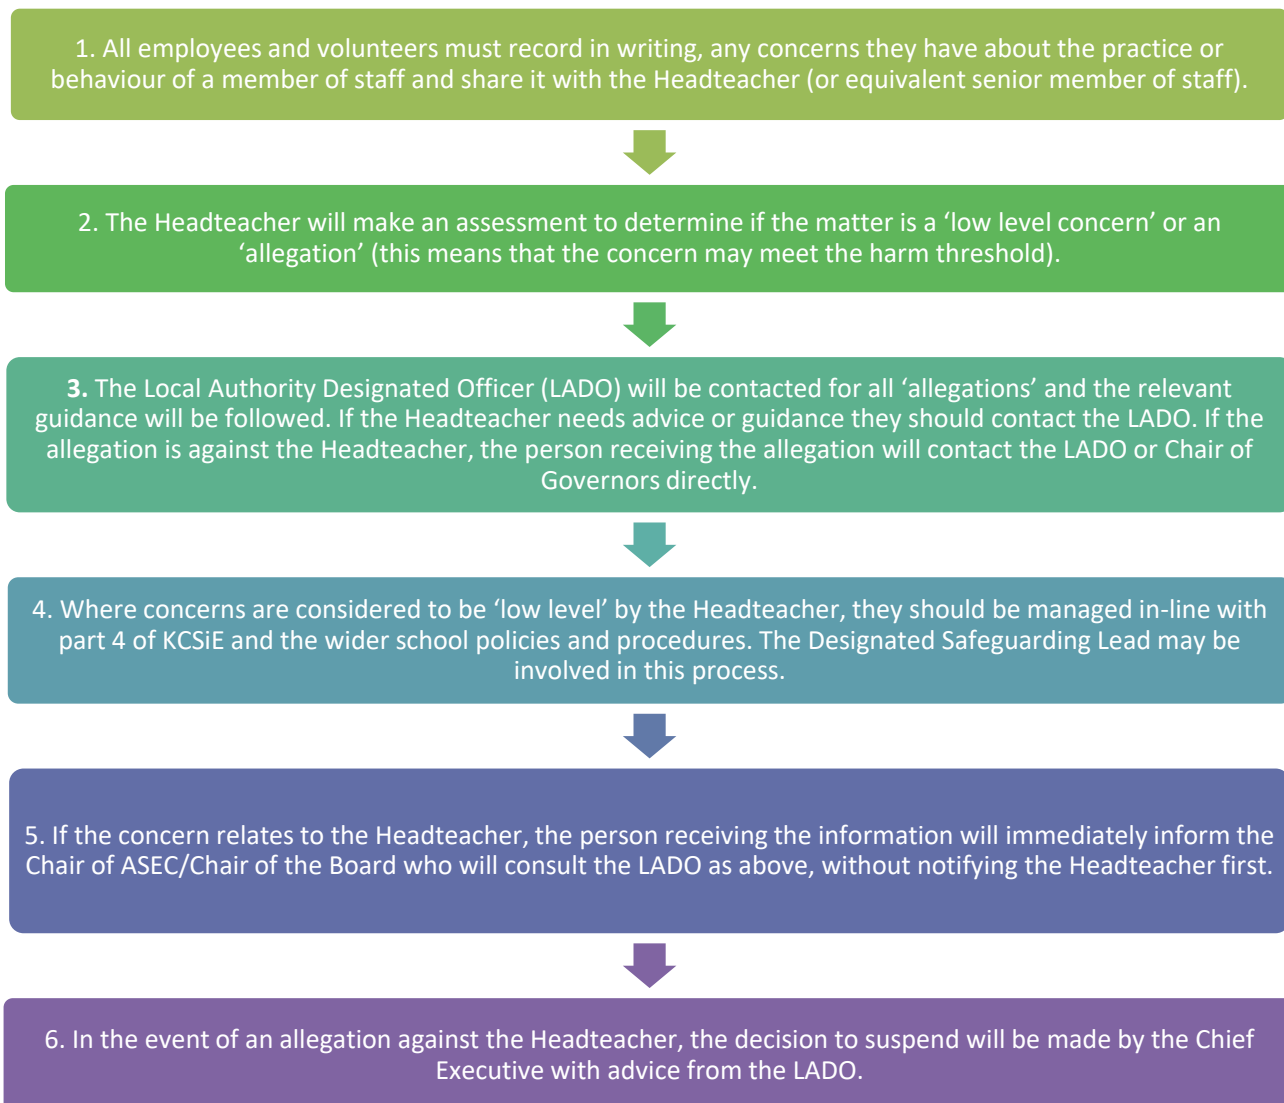 1. All employees and volunteers must record in writing, any concerns they have about the practice or
behaviour of a member of staff and share it with the Headteacher (or equivalent senior member of staff).
2. The Headteacher will make an assessment to determine if the matter is a ‘low level concern’ or an
‘allegation’ (this means that the concern may meet the harm threshold).
3. The Local Authority Designated Officer (LADO) will be contacted for all ‘allegations’ and the relevant
guidance will be followed. If the Headteacher needs advice or guidance they should contact the LADO. If the
allegation is against the Headteacher, the person receiving the allegation will contact the LADO or Chair of
Governors directly.
4. Where concerns are considered to be ‘low level’ by the Headteacher, they should be managed in-line with
part 4 of KCSiE and the wider school policies and procedures. The Designated Safeguarding Lead may be
involved in this process.
5. If the concern relates to the Headteacher, the person receiving the information will immediately inform the
Chair of ASEC/Chair of the Board who will consult the LADO as above, without notifying the Headteacher first.
6. In the event of an allegation against the Headteacher, the decision to suspend will be made by the Chief
Executive with advice from the LADO.